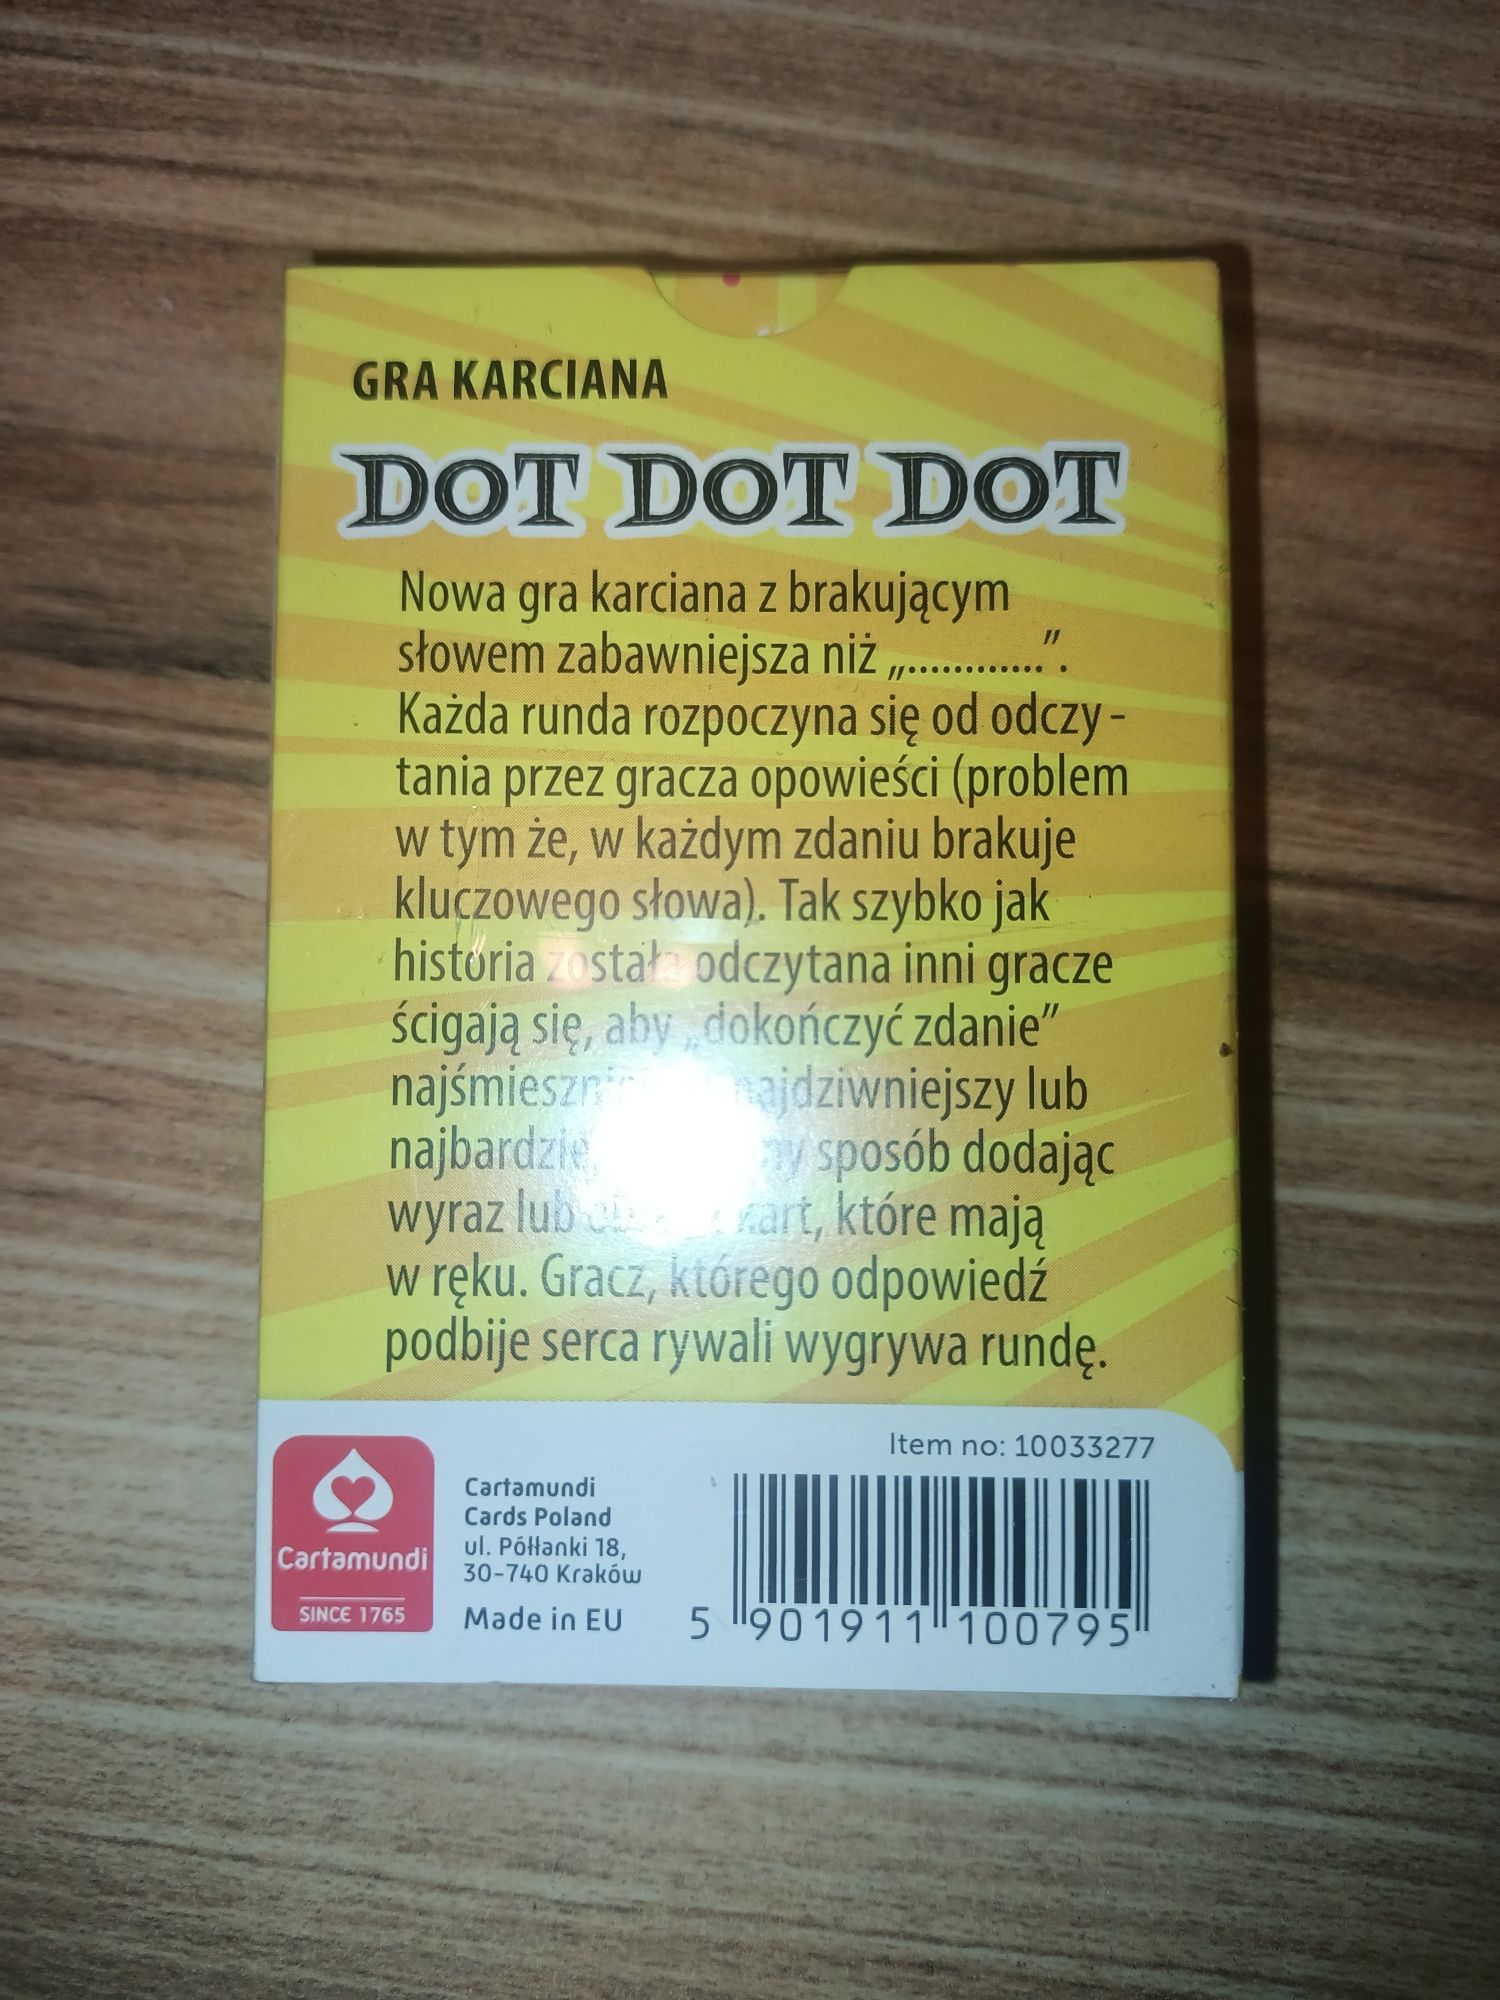 GRA KARCIANA
DOT DOT DOT
Nowa gra karciana z brakującym
słowem zabawniejsza niż „............”.
Każda runda rozpoczyna się od odczy-
tania przez gracza opowieści (problem
w tym że, w każdym zdaniu brakuje
kluczowego słowa). Tak szybko jak
historia została odczytana inni gracze
ścigają się, aby „dokończyć zdanie”
najdziwniejszy lub
sposób dodając
wyraz lub kart, które mają
w ręku. Gracz, którego odpowiedź
podbije serca rywali wygrywa rundę.
Item no: 10033277
Cartamundi
SINCE 1765
Cartamundi
Cards Poland
ul. Półłanki 18,
30-740 Kraków
Made in EU
5 901911 100795